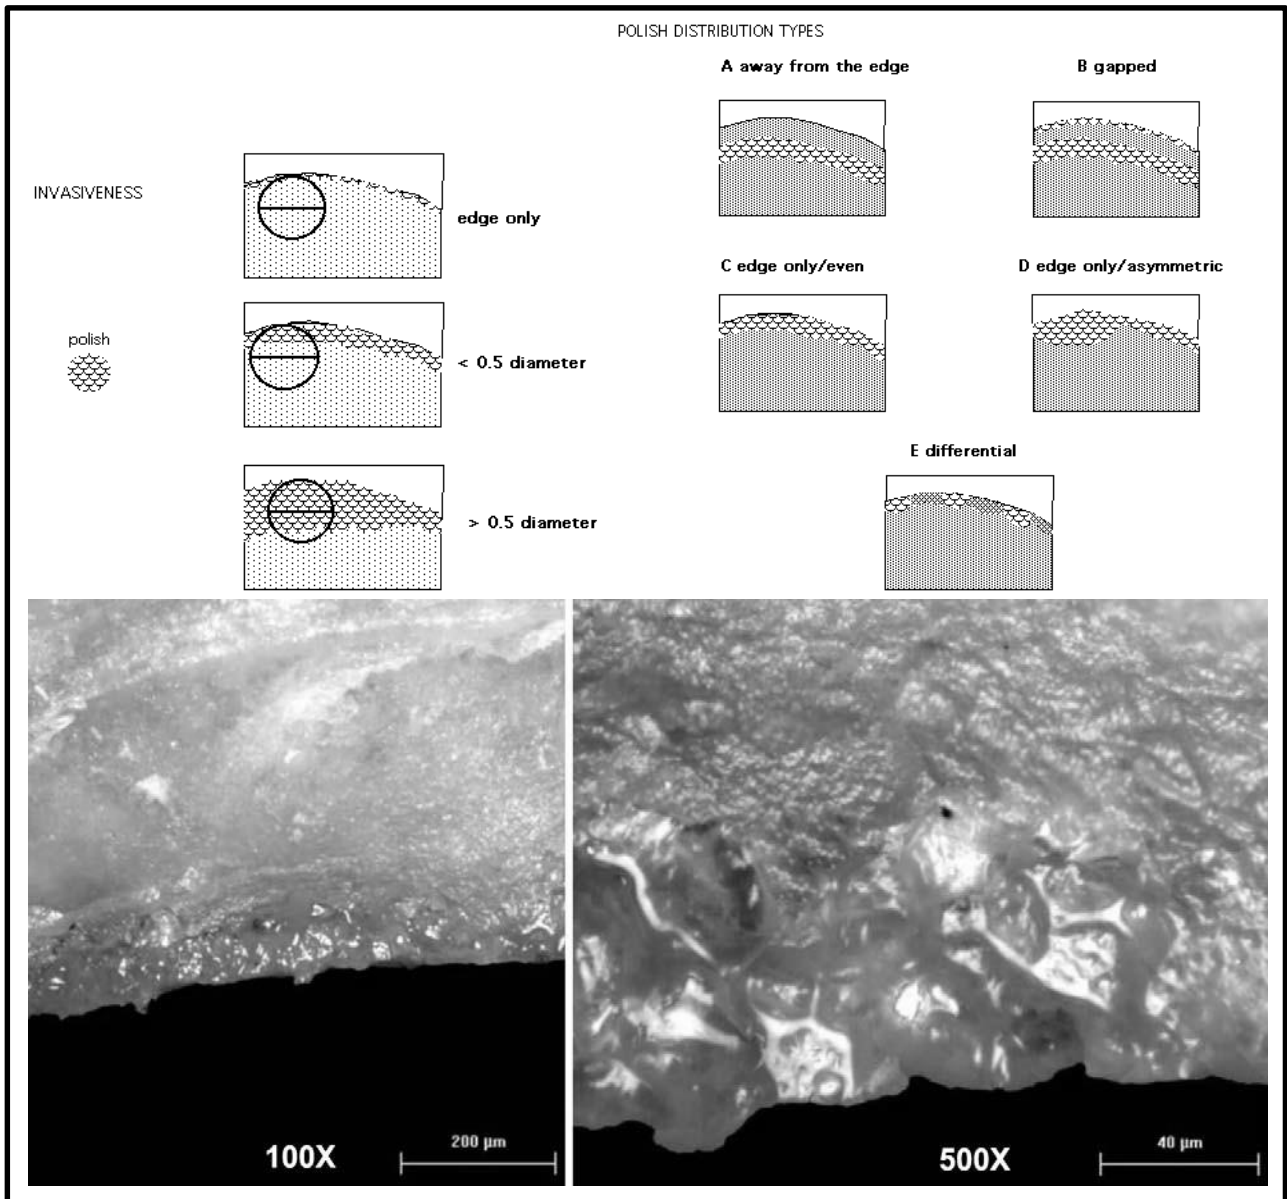 POLISH DISTRIBUTION TYPES
A away from the edge
B gapped
INVASIVENESS
edge only
C edge only/even
D edge only/asymmetric
polish
< 0.5 diameter
E differential
> 0.5 diameter
100X
200 µm
500X
40 µm